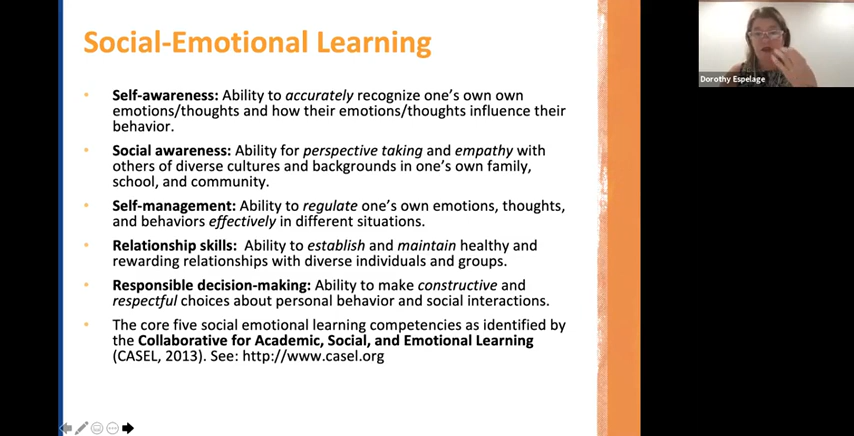 Social-Emotional Learning
Dorothy Espelage
• Self-awareness: Ability to accurately recognize one's own own
emotions/thoughts and how their emotions/thoughts influence their
behavior.
• Social awareness: Ability for perspective taking and empathy with
others of diverse cultures and backgrounds in one's own family,
school, and community.
• Self-management: Ability to regulate one's own emotions, thoughts,
and behaviors effectively in different situations.
• Relationship skills:  Ability to establish and maintain healthy and
rewarding relationships with diverse individuals and groups.
• Responsible decision-making: Ability to make constructive and
respectful choices about personal behavior and social interactions.
• The core five social emotional learning competencies as identified by
the Collaborative for Academic, Social, and Emotional Learning
(CASEL, 2013). See: http://www.casel.org